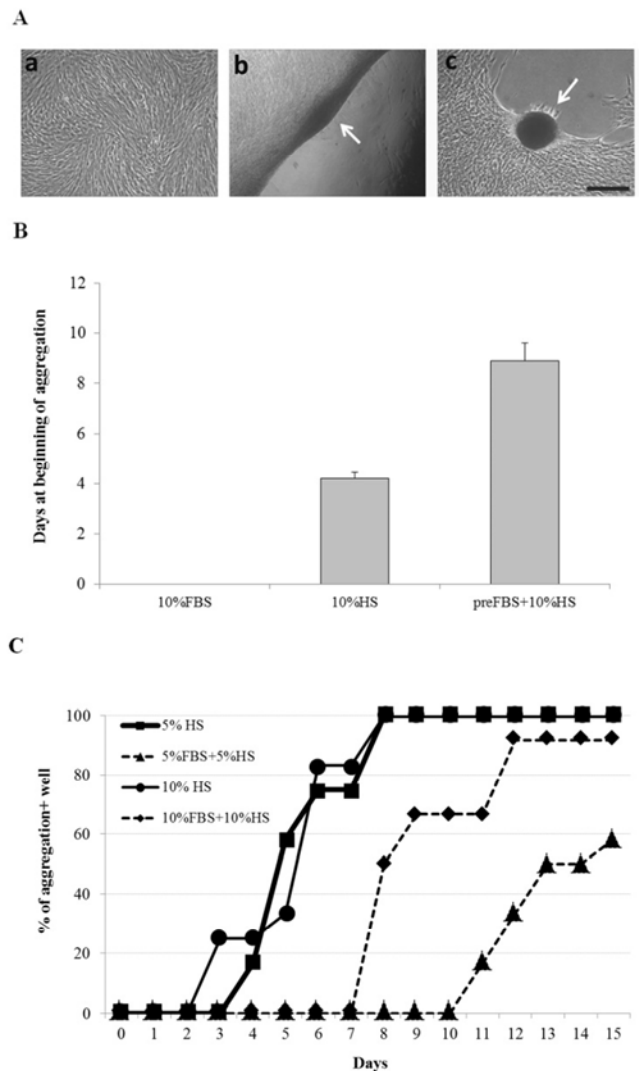 A
a b c
B
Days at beginning of aggregation
12
10
8
6
4
2
0
10%FBS 10%HS preFBS+10%HS
C
% of aggregation+ well
100
80
60
40
20
0
5% HS
5%FBS+5%HS
10% HS
10%FBS+10%HS
0 1 2 3 4 5 6 7 8 9 10 11 12 13 14 15
Days